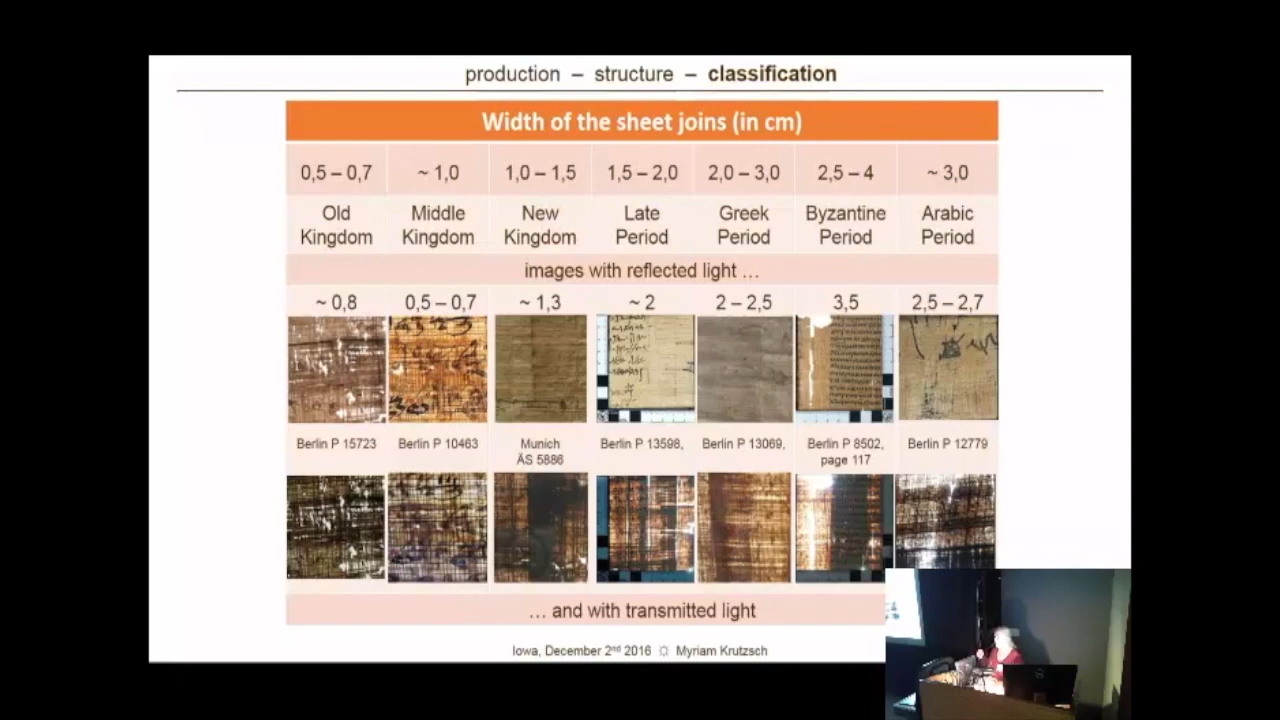 production – structure – classification
Width of the sheet joins (in cm)
0,5 – 0,7 ~ 1,0 1,0 – 1,5 1,5 – 2,0 2,0 – 3,0 2,5 – 4 ~ 3,0
Old Middle New Late Greek Byzantine Arabic
Kingdom Kingdom Kingdom Period Period Period Period
images with reflected light …
~ 0,8 0,5 – 0,7 ~ 1,3 ~ 2 2 – 2,5 3,5 2,5 – 2,7
Berlin P 15723 Berlin P 10463 Munich Berlin P 13598, Berlin P 13069, Berlin P 8502, Berlin P 12779
ÄS 5886 page 117
… and with transmitted light
Iowa, December 2nd 2016 ☼ Myriam Krutzsch